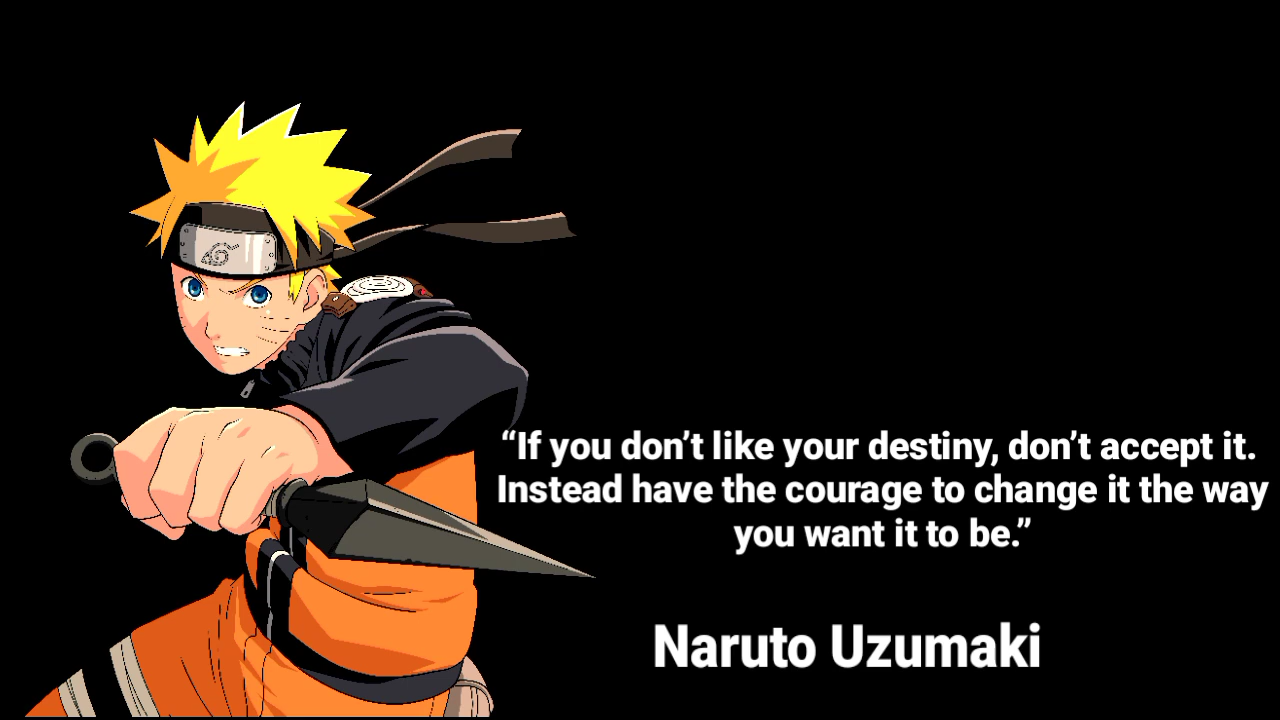 “If you don’t like your destiny, don’t accept it.
Instead have the courage to change it the way
you want it to be.”
Naruto Uzumaki